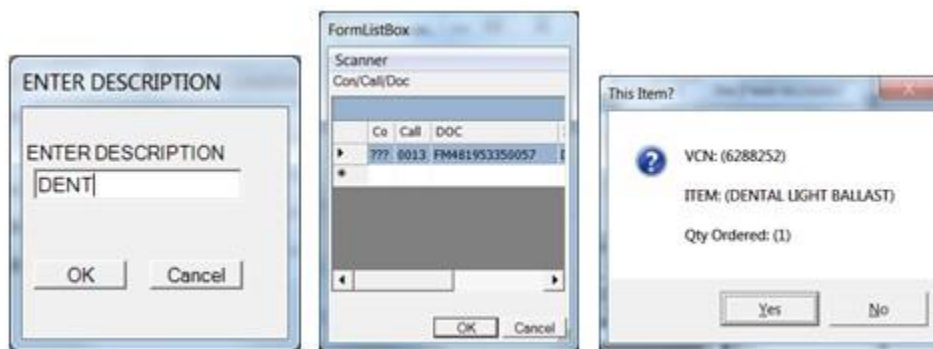 ENTER DESCRIPTION
ENTER DESCRIPTION
DENT
OK Cancel
FormListBox
Scanner
Con/Call/Doc
Co Call DOC
??? 0013 FM481953350057
OK Cancel
This Item?
VCN: (6288252)
ITEM: (DENTAL LIGHT BALLAST)
Qty Ordered: (1)
Yes No